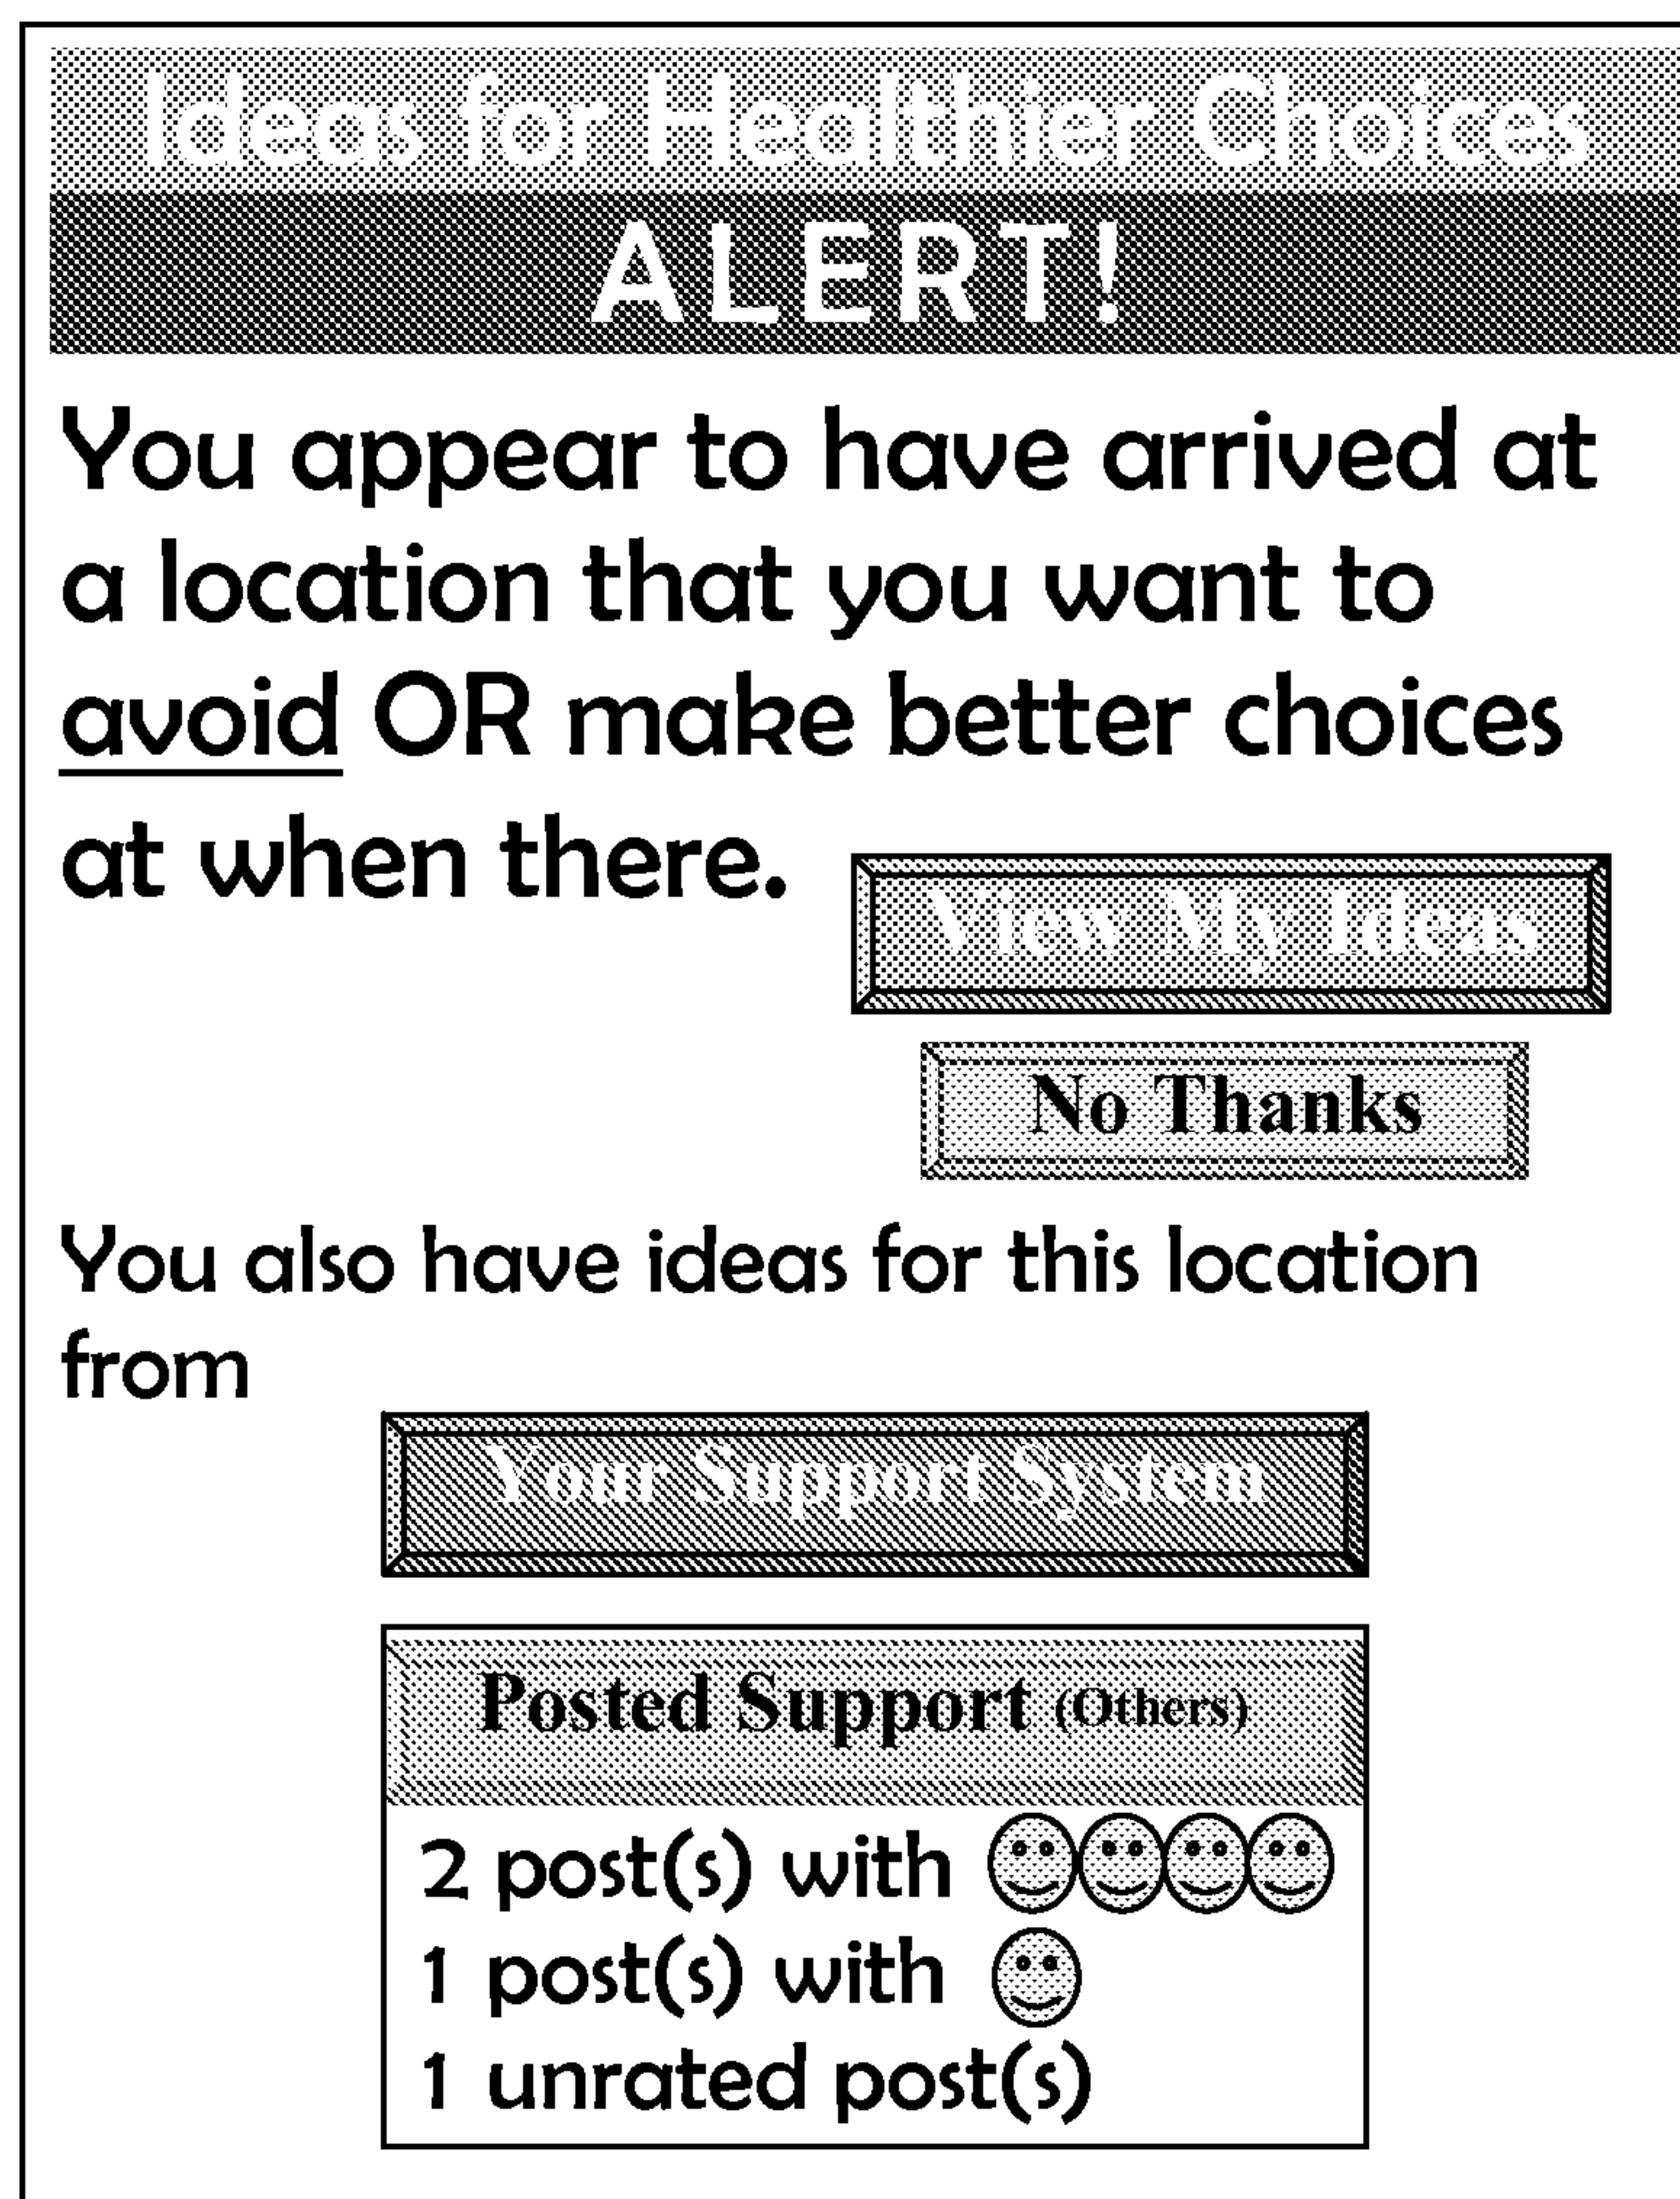 Ideas for Healthier Choices
ALERT!
You appear to have arrived at
a location that you want to
avoid OR make better choices
at when there.
View My Ideas
No Thanks
You also have ideas for this location
from
Your Support System
Posted Support (Others)
2 post(s) with
1 post(s) with
1 unrated post(s)